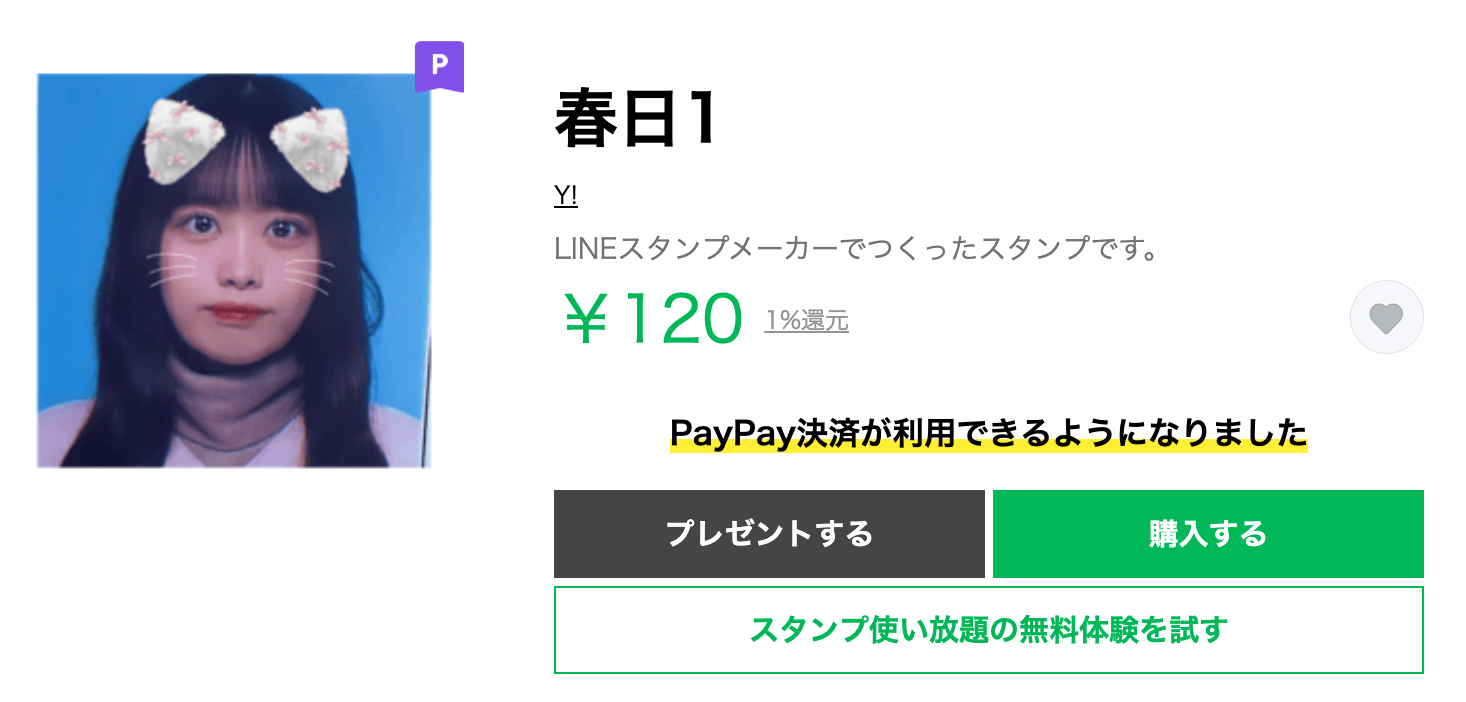 P
春日1
Y!
LINEスタンプメーカーでつくったスタンプです。
￥120 1%還元
PayPay決済が利用できるようになりました
プレゼントする 購入する
スタンプ使い放題の無料体験を試す